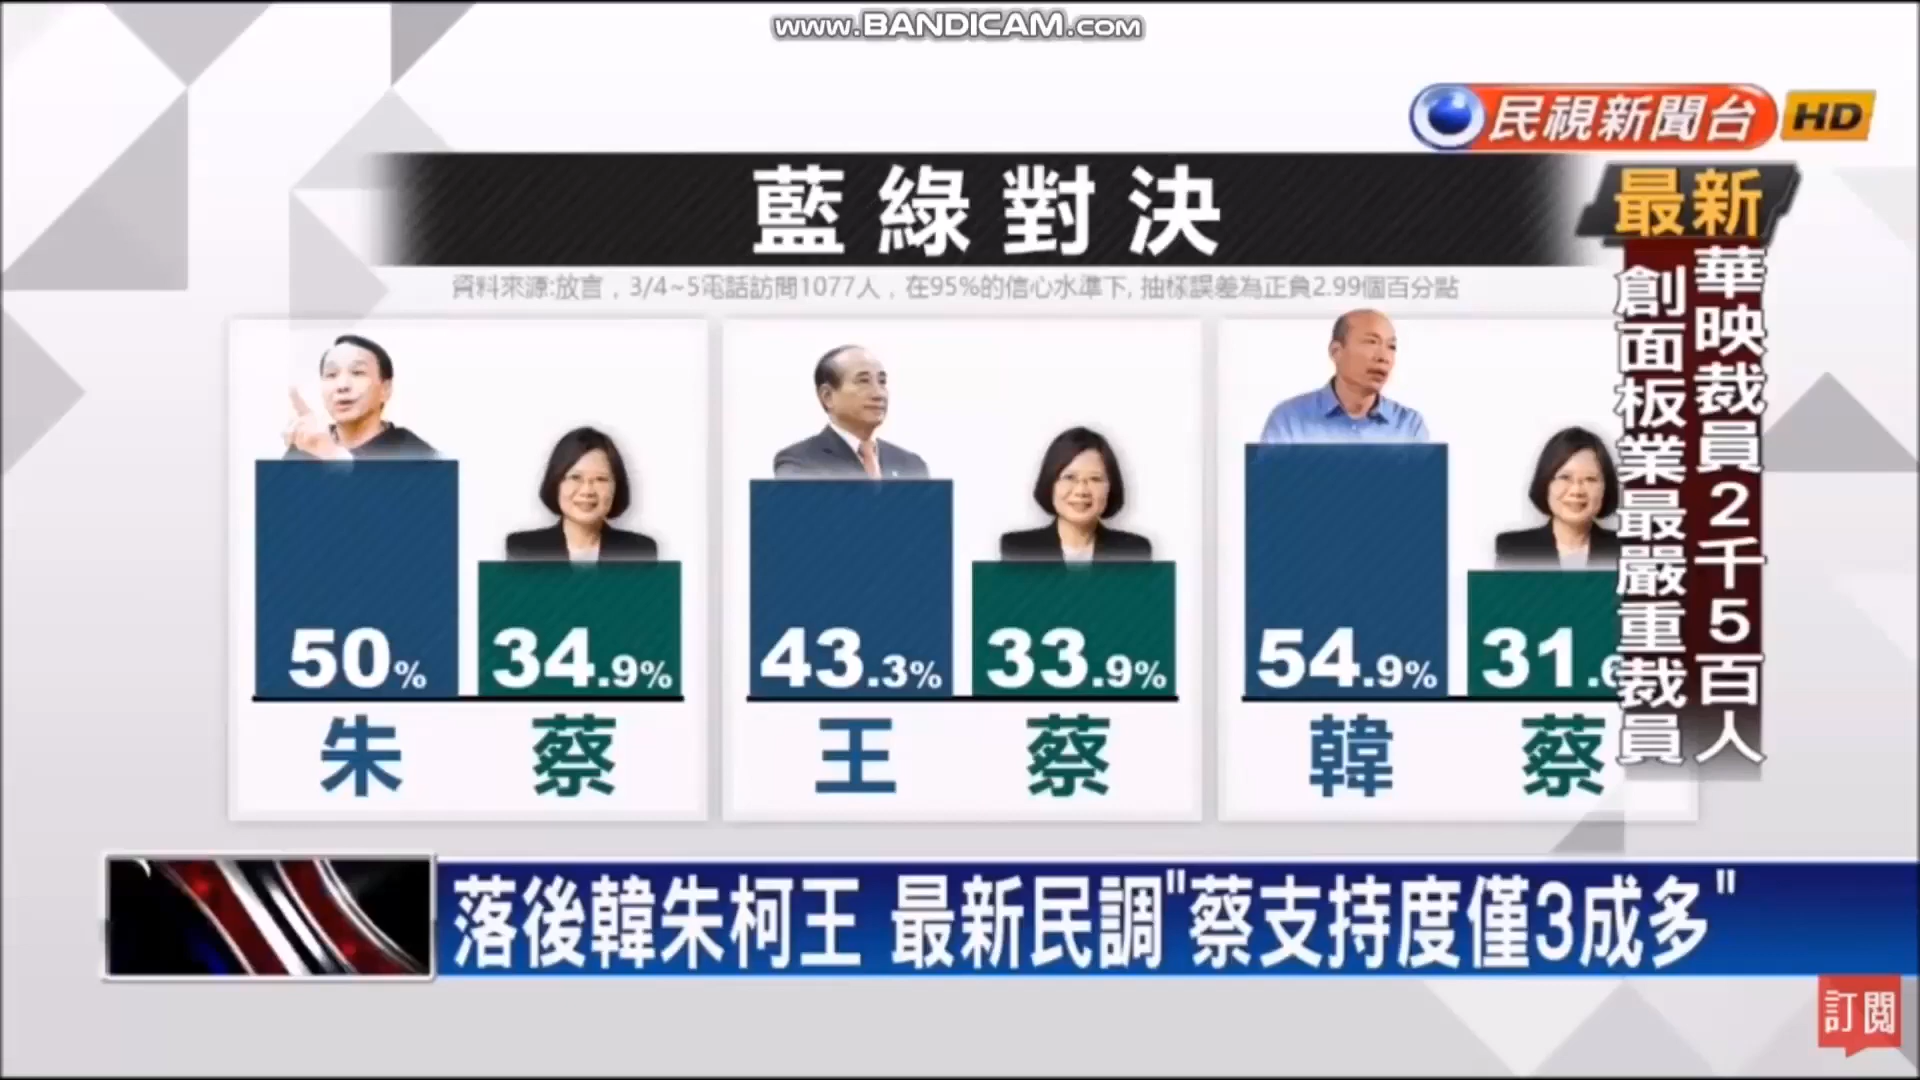 www.BANDICAM.com
民視新聞台 HD
藍綠對決
資料來源:放言，3/4~5電話訪問1077人，在95%的信心水準下, 抽樣誤差為正負2.99個百分點
最新
華映裁員2千5百人
創面板業最嚴重裁員
50% 34.9% 43.3% 33.9% 54.9% 31.6
朱 蔡 王 蔡 韓 蔡
落後韓朱柯王 最新民調"蔡支持度僅3成多"
訂閱